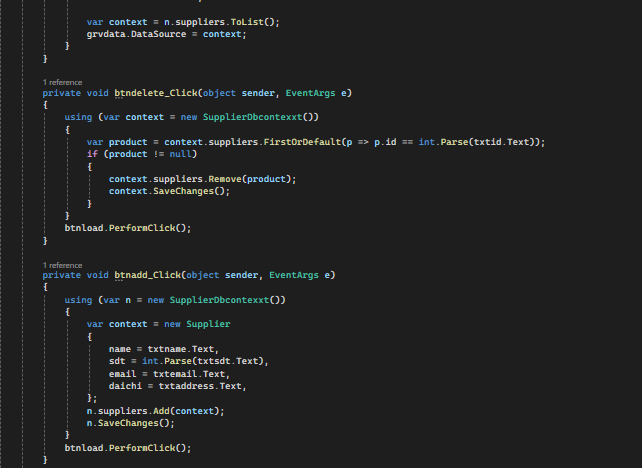 var context = n.suppliers.ToList();
grvdata.DataSource = context;
}
}
1 reference
private void btndelete_Click(object sender, EventArgs e)
{
using (var context = new SupplierDbcontexxt())
{
var product = context.suppliers.FirstOrDefault(p => p.id == int.Parse(txtid.Text));
if (product != null)
{
context.suppliers.Remove(product);
context.SaveChanges();
}
}
btnload.PerformClick();
}
1 reference
private void btnadd_Click(object sender, EventArgs e)
{
using (var n = new SupplierDbcontexxt())
{
var context = new Supplier
{
name = txtname.Text,
sdt = int.Parse(txtsdt.Text),
email = txtemail.Text,
daichi = txtaddress.Text,
};
n.suppliers.Add(context);
n.SaveChanges();
}
btnload.PerformClick();
}